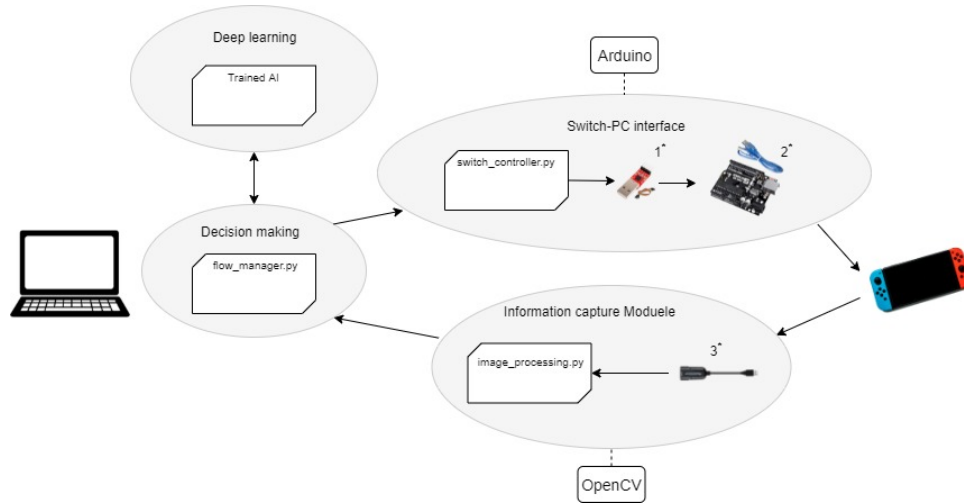 Deep learning
Trained AI
Arduino
Switch-PC interface
switch_controller.py
1*
2*
Decision making
flow_manager.py
Information capture Moduele
image_processing.py
3*
OpenCV